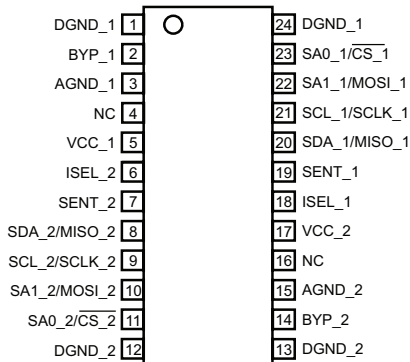 DGND_1 1 24 DGND_1
BYP_1 2 23 SA0_1/CS_1
AGND_1 3 22 SA1_1/MOSI_1
NC 4 21 SCL_1/SCLK_1
VCC_1 5 20 SDA_1/MISO_1
ISEL_2 6 19 SENT_1
SENT_2 7 18 ISEL_1
SDA_2/MISO_2 8 17 VCC_2
SCL_2/SCLK_2 9 16 NC
SA1_2/MOSI_2 10 15 AGND_2
SA0_2/CS_2 11 14 BYP_2
DGND_2 12 13 DGND_2